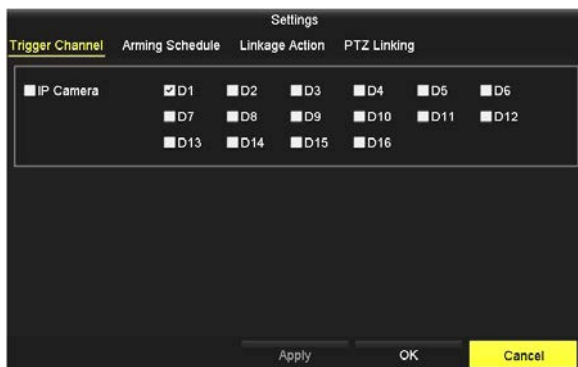 Settings
Trigger Channel Arming Schedule Linkage Action PTZ Linking
IP Camera D1 D2 D3 D4 D5 D6
D7 D8 D9 D10 D11 D12
D13 D14 D15 D16
Apply OK Cancel